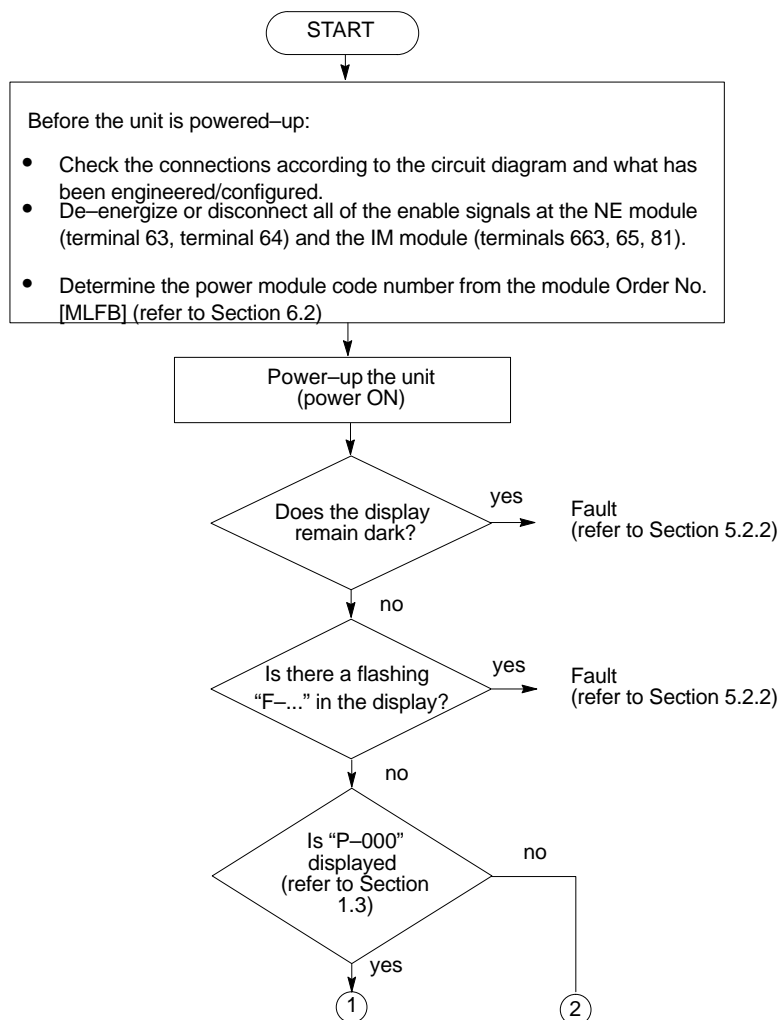 START
Before the unit is powered–up:
• Check the connections according to the circuit diagram and what has
been engineered/configured.
• De–energize or disconnect all of the enable signals at the NE module
(terminal 63, terminal 64) and the IM module (terminals 663, 65, 81).
• Determine the power module code number from the module Order No.
[MLFB] (refer to Section 6.2)
Power–up the unit
(power ON)
Does the display
remain dark?
yes
Fault
(refer to Section 5.2.2)
no
Is there a flashing
“F–...” in the display?
yes
Fault
(refer to Section 5.2.2)
no
Is “P–000”
displayed
(refer to Section
1.3)
no
yes
1
2